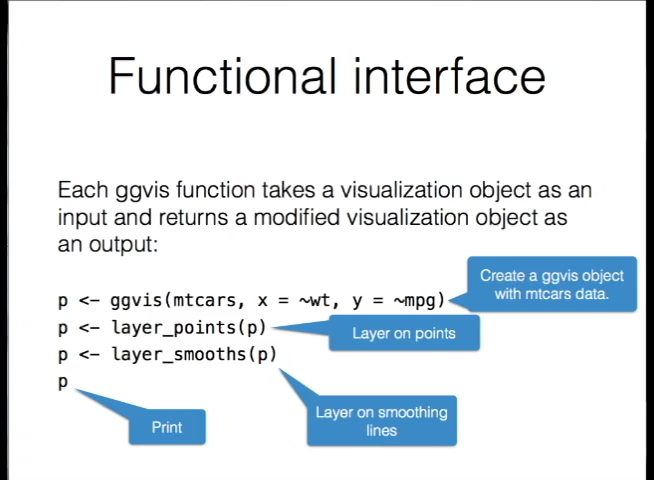 Functional interface
Each ggvis function takes a visualization object as an
input and returns a modified visualization object as
an output:
p <- ggvis(mtcars, x = ~wt, y = ~mpg)
Create a ggvis object
with mtcars data.
p <- layer_points(p)
Layer on points
p <- layer_smooths(p)
Layer on smoothing
lines
p
Print